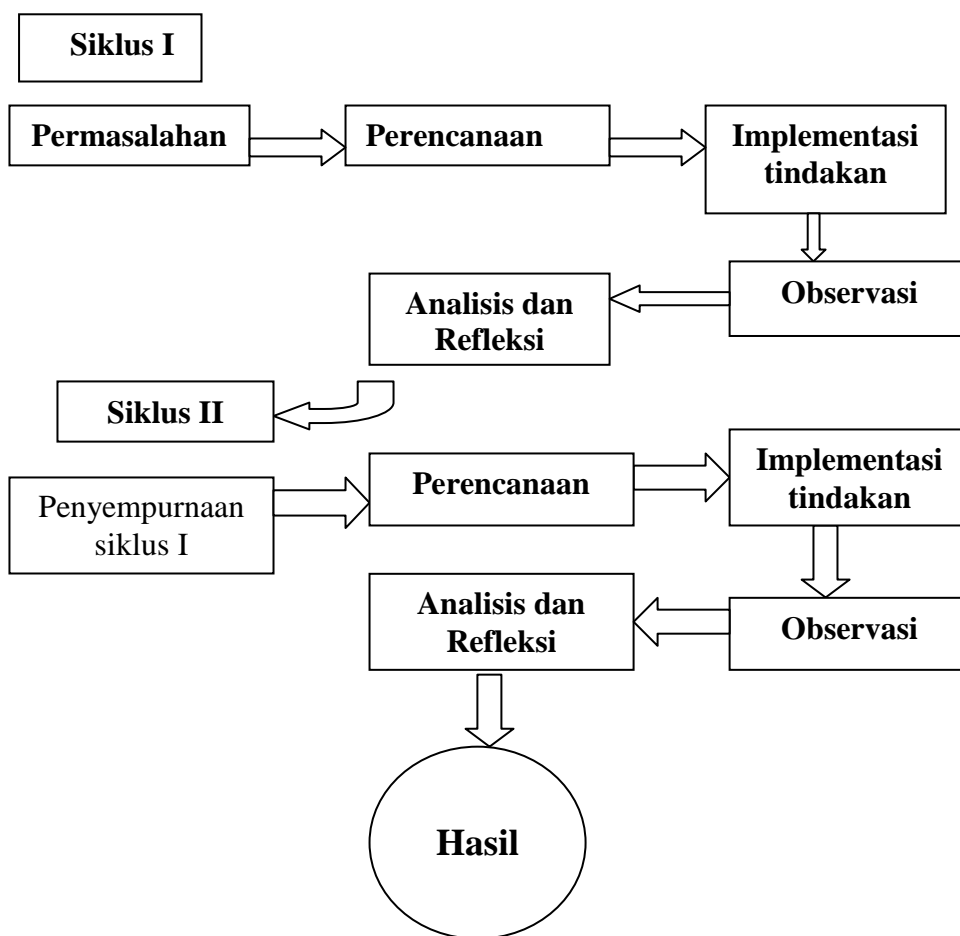 Siklus I
Permasalahan
Perencanaan
Implementasi
tindakan
Observasi
Analisis dan
Refleksi
Siklus II
Penyempurnaan
siklus I
Perencanaan
Implementasi
tindakan
Observasi
Analisis dan
Refleksi
Hasil